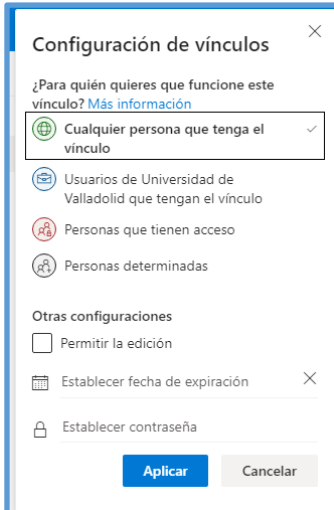 Configuración de vínculos
¿Para quién quieres que funcione este
vínculo? Más información
Cualquier persona que tenga el
vínculo
Usuarios de Universidad de
Valladolid que tengan el vínculo
Personas que tienen acceso
Personas determinadas
Otras configuraciones
Permitir la edición
Establecer fecha de expiración
Establecer contraseña
Aplicar Cancelar